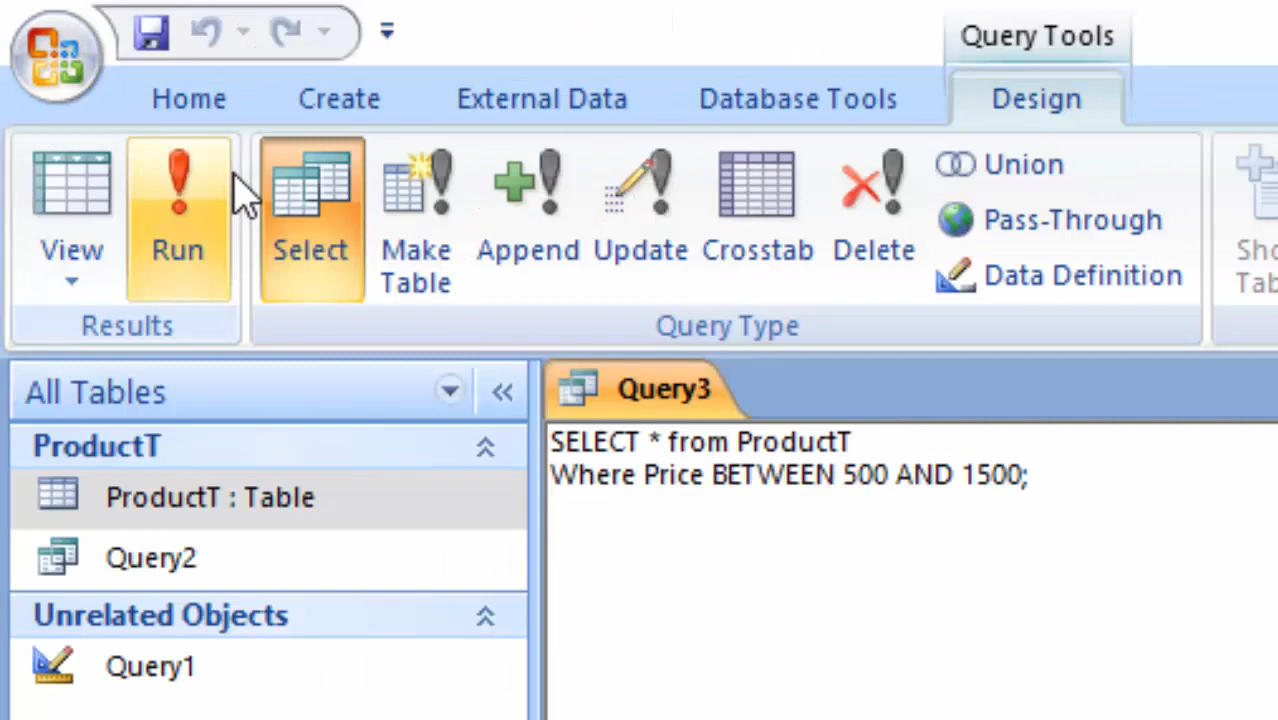 Query Tools
Home Create External Data Database Tools Design
View Run Select Make Table Append Update Crosstab Delete
Union
Pass-Through
Data Definition
Results Query Type
All Tables
Query3
ProductT
SELECT * from ProductT
Where Price BETWEEN 500 AND 1500;
ProductT : Table
Query2
Unrelated Objects
Query1